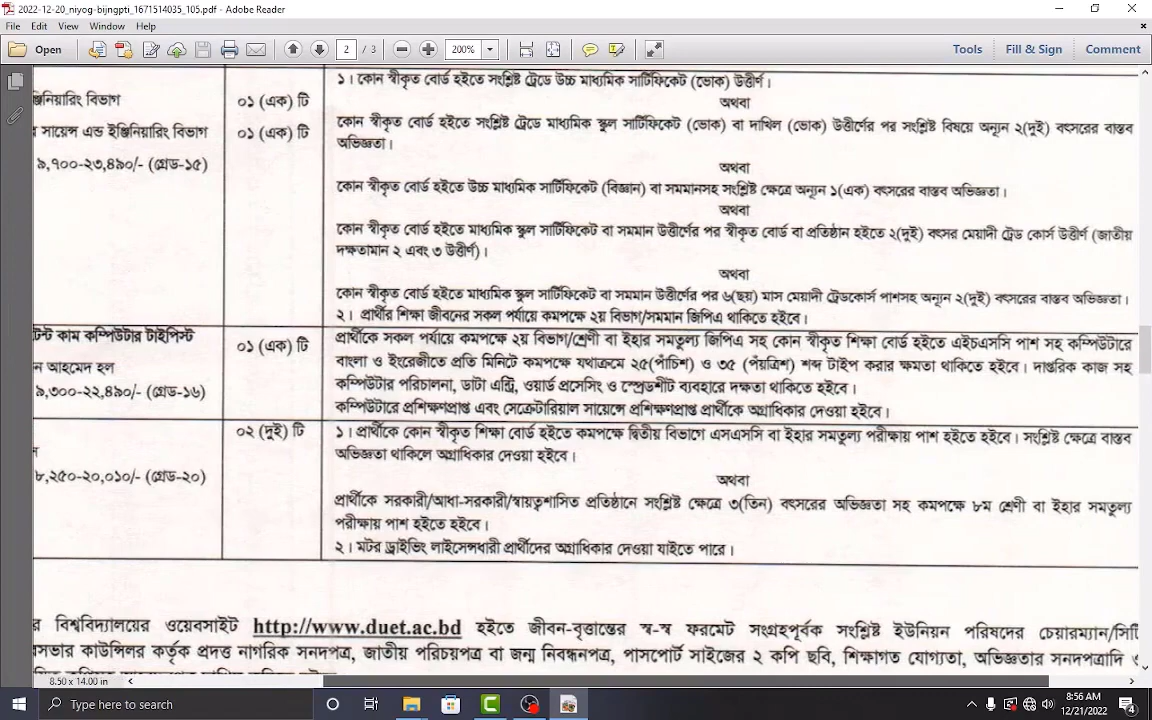 2022-12-20_niyog-bijngpti_1671514035_105.pdf - Adobe Reader
File Edit View Window Help
Open 2 / 3 200% Tools Fill & Sign Comment
১। কোন স্বীকৃত বোর্ড হইতে সংশ্লিষ্ট ট্রেডে উচ্চ মাধ্যমিক সার্টিফিকেট (ভোক) উত্তীর্ণ।
ঞ্জিনিয়ারিং বিভাগ ০১ (এক) টি
অথবা
র সায়েন্স এন্ড ইঞ্জিনিয়ারিং বিভাগ ০১ (এক) টি
কোন স্বীকৃত বোর্ড হইতে সংশ্লিষ্ট ট্রেডে মাধ্যমিক স্কুল সার্টিফিকেট (ভোক) বা দাখিল (ভোক) উত্তীর্ণের পর সংশ্লিষ্ট বিষয়ে অন্যূন ২(দুই) বৎসরের বাস্তব
অভিজ্ঞতা।
৯,৭০০-২৩,৪৯০/- (গ্রেড-১৫)
অথবা
কোন স্বীকৃত বোর্ড হইতে উচ্চ মাধ্যমিক সার্টিফিকেট (বিজ্ঞান) বা সমমানসহ সংশ্লিষ্ট ক্ষেত্রে অন্যূন ১(এক) বৎসরের বাস্তব অভিজ্ঞতা।
অথবা
কোন স্বীকৃত বোর্ড হইতে মাধ্যমিক স্কুল সার্টিফিকেট বা সমমান উত্তীর্ণের পর স্বীকৃত বোর্ড বা প্রতিষ্ঠান হইতে ২(দুই) বৎসর মেয়াদী ট্রেড কোর্স উত্তীর্ণ (জাতীয়
দক্ষতামান ২ এবং ৩ উত্তীর্ণ)।
অথবা
কোন স্বীকৃত বোর্ড হইতে মাধ্যমিক স্কুল সার্টিফিকেট বা সমমান উত্তীর্ণের পর ৬(ছয়) মাস মেয়াদী ট্রেডকোর্স পাশসহ অন্যূন ২(দুই) বৎসরের বাস্তব অভিজ্ঞতা।
২। প্রার্থীর শিক্ষা জীবনের সকল পর্যায়ে কমপক্ষে ২য় বিভাগ/সমমান জিপিএ থাকিতে হইবে।
টেন্ট কাম কম্পিউটার টাইপিস্ট ০১ (এক) টি
প্রার্থীকে সকল পর্যায়ে কমপক্ষে ২য় বিভাগ/শ্রেণী বা ইহার সমতুল্য জিপিএ সহ কোন স্বীকৃত শিক্ষা বোর্ড হইতে এইচএসসি পাশ সহ কম্পিউটারে
ন আহমেদ হল
বাংলা ও ইংরেজীতে প্রতি মিনিটে কমপক্ষে যথাক্রমে ২৫(পঁচিশ) ও ৩৫ (পঁয়ত্রিশ) শব্দ টাইপ করার ক্ষমতা থাকিতে হইবে। দাপ্তরিক কাজ সহ
৯,৩০০-২২,৪৯০/- (গ্রেড-১৬)
কম্পিউটার পরিচালনা, ডাটা এন্ট্রি, ওয়ার্ড প্রসেসিং ও স্প্রেডশীট ব্যবহারে দক্ষতা থাকিতে হইবে।
কম্পিউটারে প্রশিক্ষণপ্রাপ্ত এবং সেক্রেটারিয়াল সায়েন্সে প্রশিক্ষণপ্রাপ্ত প্রার্থীকে অগ্রাধিকার দেওয়া হইবে।
০২ (দুই) টি
১। প্রার্থীকে কোন স্বীকৃত শিক্ষা বোর্ড হইতে কমপক্ষে দ্বিতীয় বিভাগে এসএসসি বা ইহার সমতুল্য পরীক্ষায় পাশ হইতে হইবে। সংশ্লিষ্ট ক্ষেত্রে বাস্তব
অভিজ্ঞতা থাকিলে অগ্রাধিকার দেওয়া হইবে।
৮,২৫০-২০,০১০/- (গ্রেড-২০)
অথবা
প্রার্থীকে সরকারী/আধা-সরকারী/স্বায়ত্বশাসিত প্রতিষ্ঠানে সংশ্লিষ্ট ক্ষেত্রে ৩(তিন) বৎসরের অভিজ্ঞতা সহ কমপক্ষে ৮ম শ্রেণী বা ইহার সমতুল্য
পরীক্ষায় পাশ হইতে হইবে।
২। মটর ড্রাইভিং লাইসেন্সধারী প্রার্থীদের অগ্রাধিকার দেওয়া যাইতে পারে।
র বিশ্ববিদ্যালয়ের ওয়েবসাইট http://www.duet.ac.bd হইতে জীবন-বৃত্তান্তের স্ব-স্ব ফরমেট সংগ্রহপূর্বক সংশ্লিষ্ট ইউনিয়ন পরিষদের চেয়ারম্যান/সিটি
রসভার কাউন্সিলর কর্তৃক প্রদত্ত নাগরিক সনদপত্র, জাতীয় পরিচয়পত্র বা জন্ম নিবন্ধনপত্র, পাসপোর্ট সাইজের ২ কপি ছবি, শিক্ষাগত যোগ্যতা, অভিজ্ঞতার সনদপত্রাদি ও
8.50 x 14.00 in
Type here to search
8:56 AM
12/21/2022
4